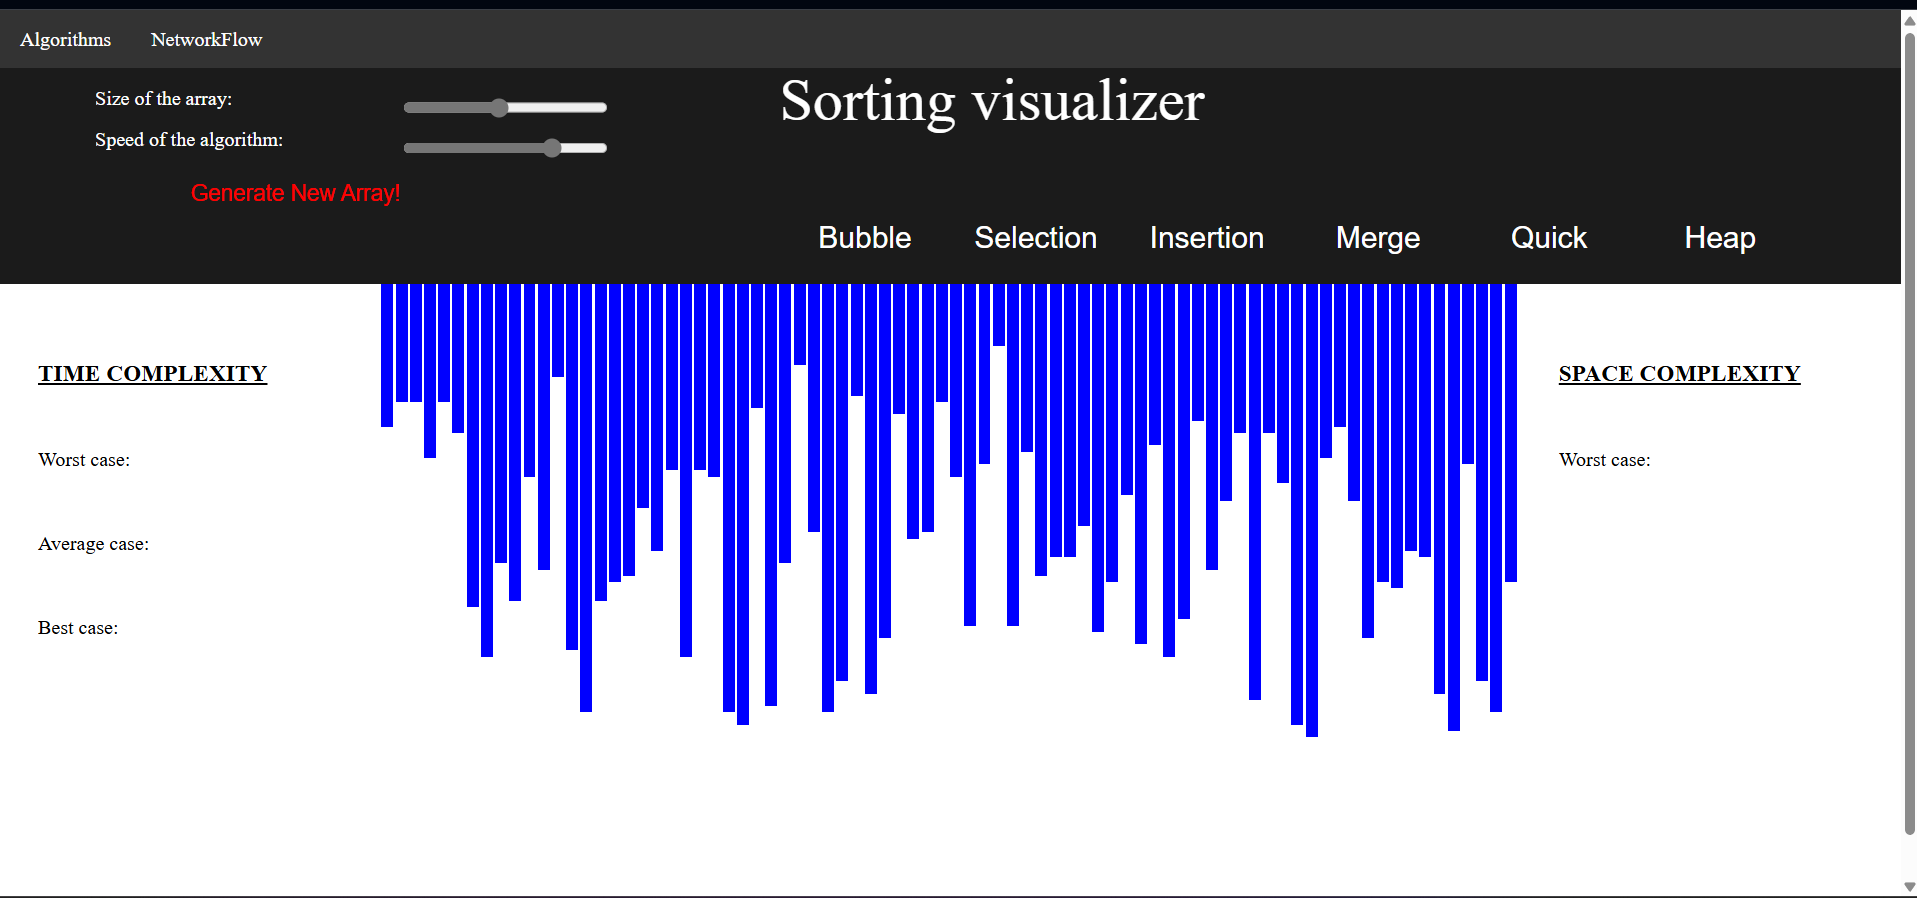 Algorithms NetworkFlow
Sorting visualizer
Size of the array:
Speed of the algorithm:
Generate New Array!
Bubble Selection Insertion Merge Quick Heap
TIME COMPLEXITY
Worst case:
Average case:
Best case:
SPACE COMPLEXITY
Worst case: